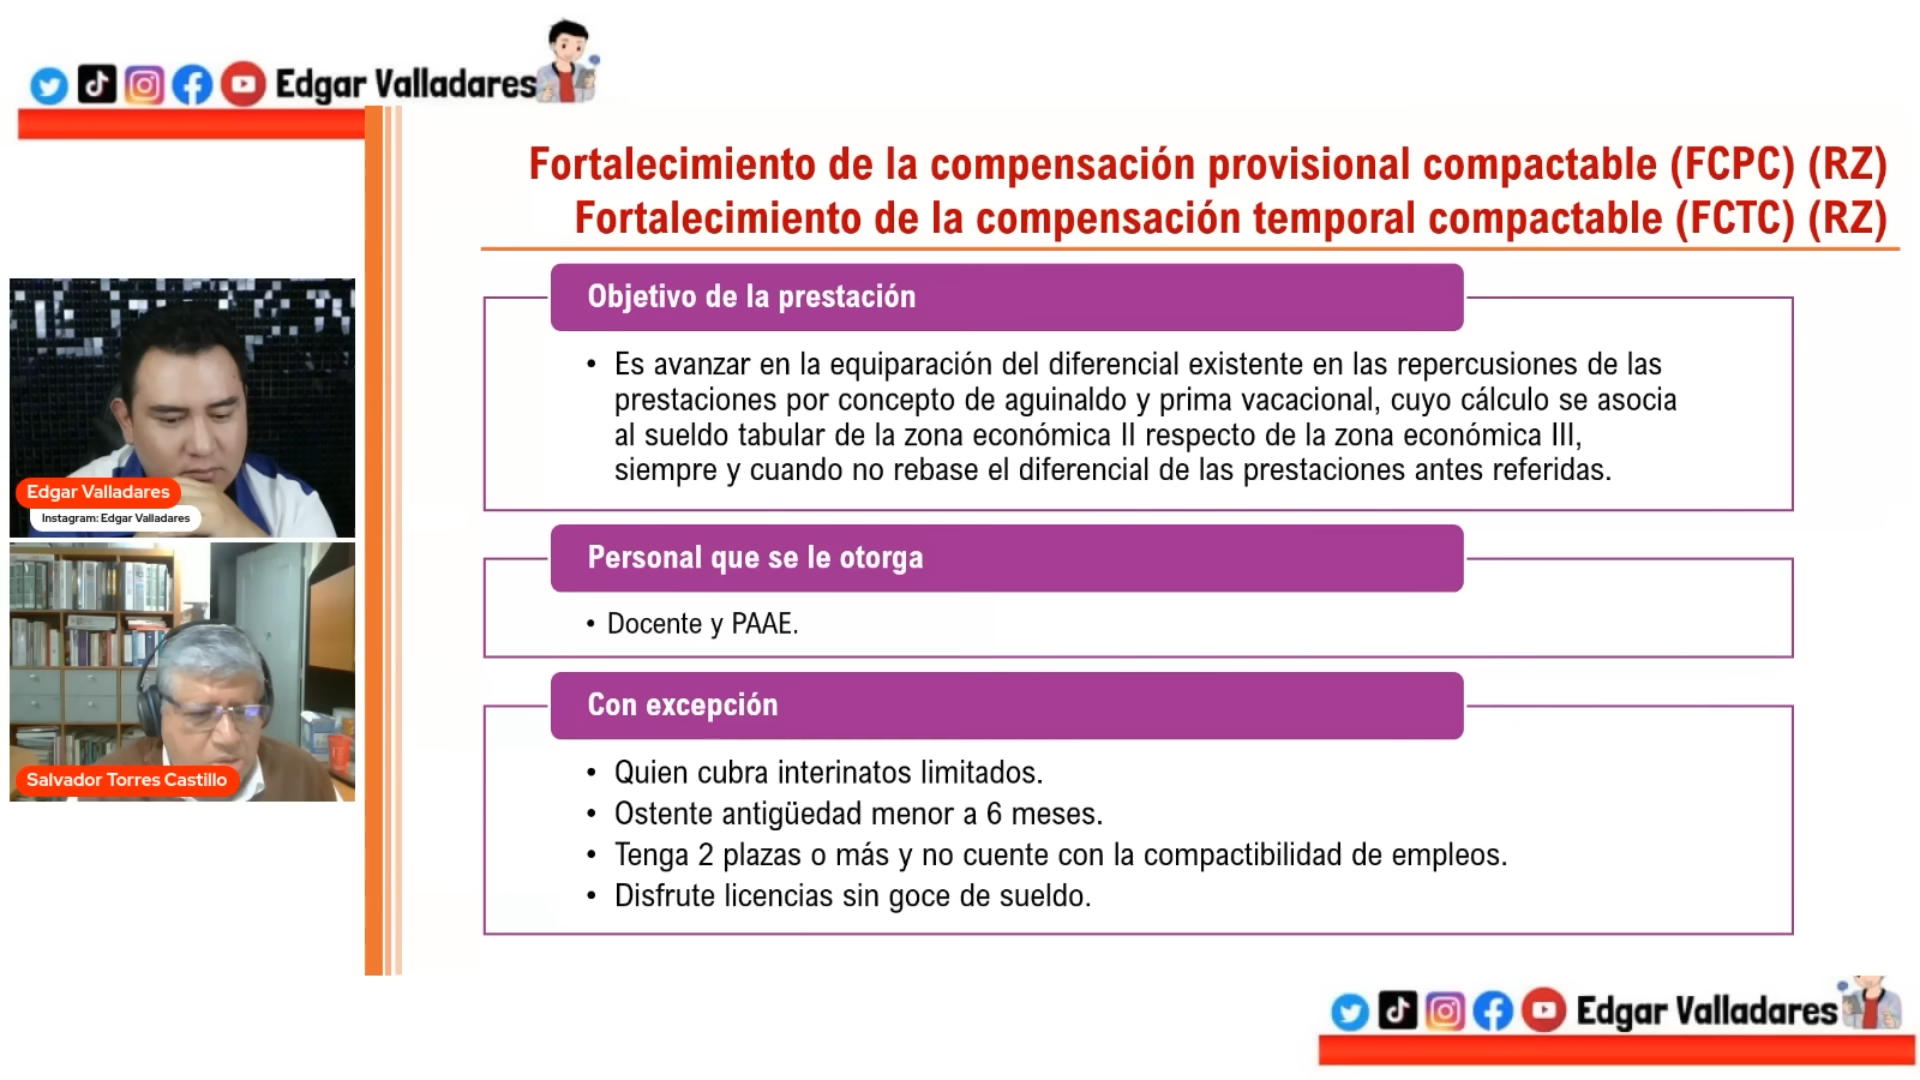 Edgar Valladares
Fortalecimiento de la compensación provisional compactable (FCPC) (RZ)
Fortalecimiento de la compensación temporal compactable (FCTC) (RZ)
Objetivo de la prestación
• Es avanzar en la equiparación del diferencial existente en las repercusiones de las
prestaciones por concepto de aguinaldo y prima vacacional, cuyo cálculo se asocia
al sueldo tabular de la zona económica II respecto de la zona económica III,
siempre y cuando no rebase el diferencial de las prestaciones antes referidas.
Personal que se le otorga
• Docente y PAAE.
Con excepción
• Quien cubra interinatos limitados.
• Ostente antigüedad menor a 6 meses.
• Tenga 2 plazas o más y no cuente con la compactibilidad de empleos.
• Disfrute licencias sin goce de sueldo.
Edgar Valladares
Instagram: Edgar Valladares
Salvador Torres Castillo
Edgar Valladares